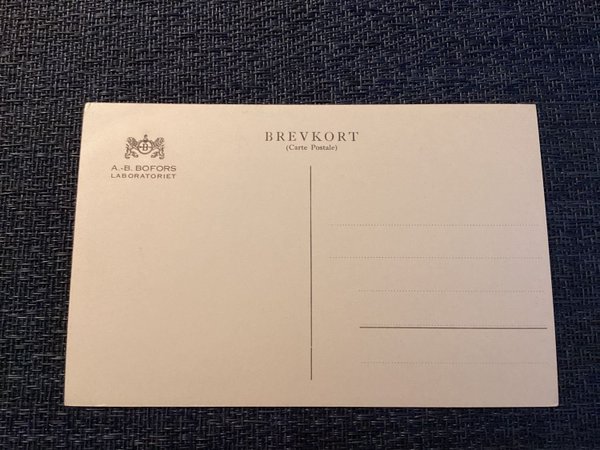 BREVKORT
(Carte Postale)
B
A.-B. BOFORS
LABORATORIET